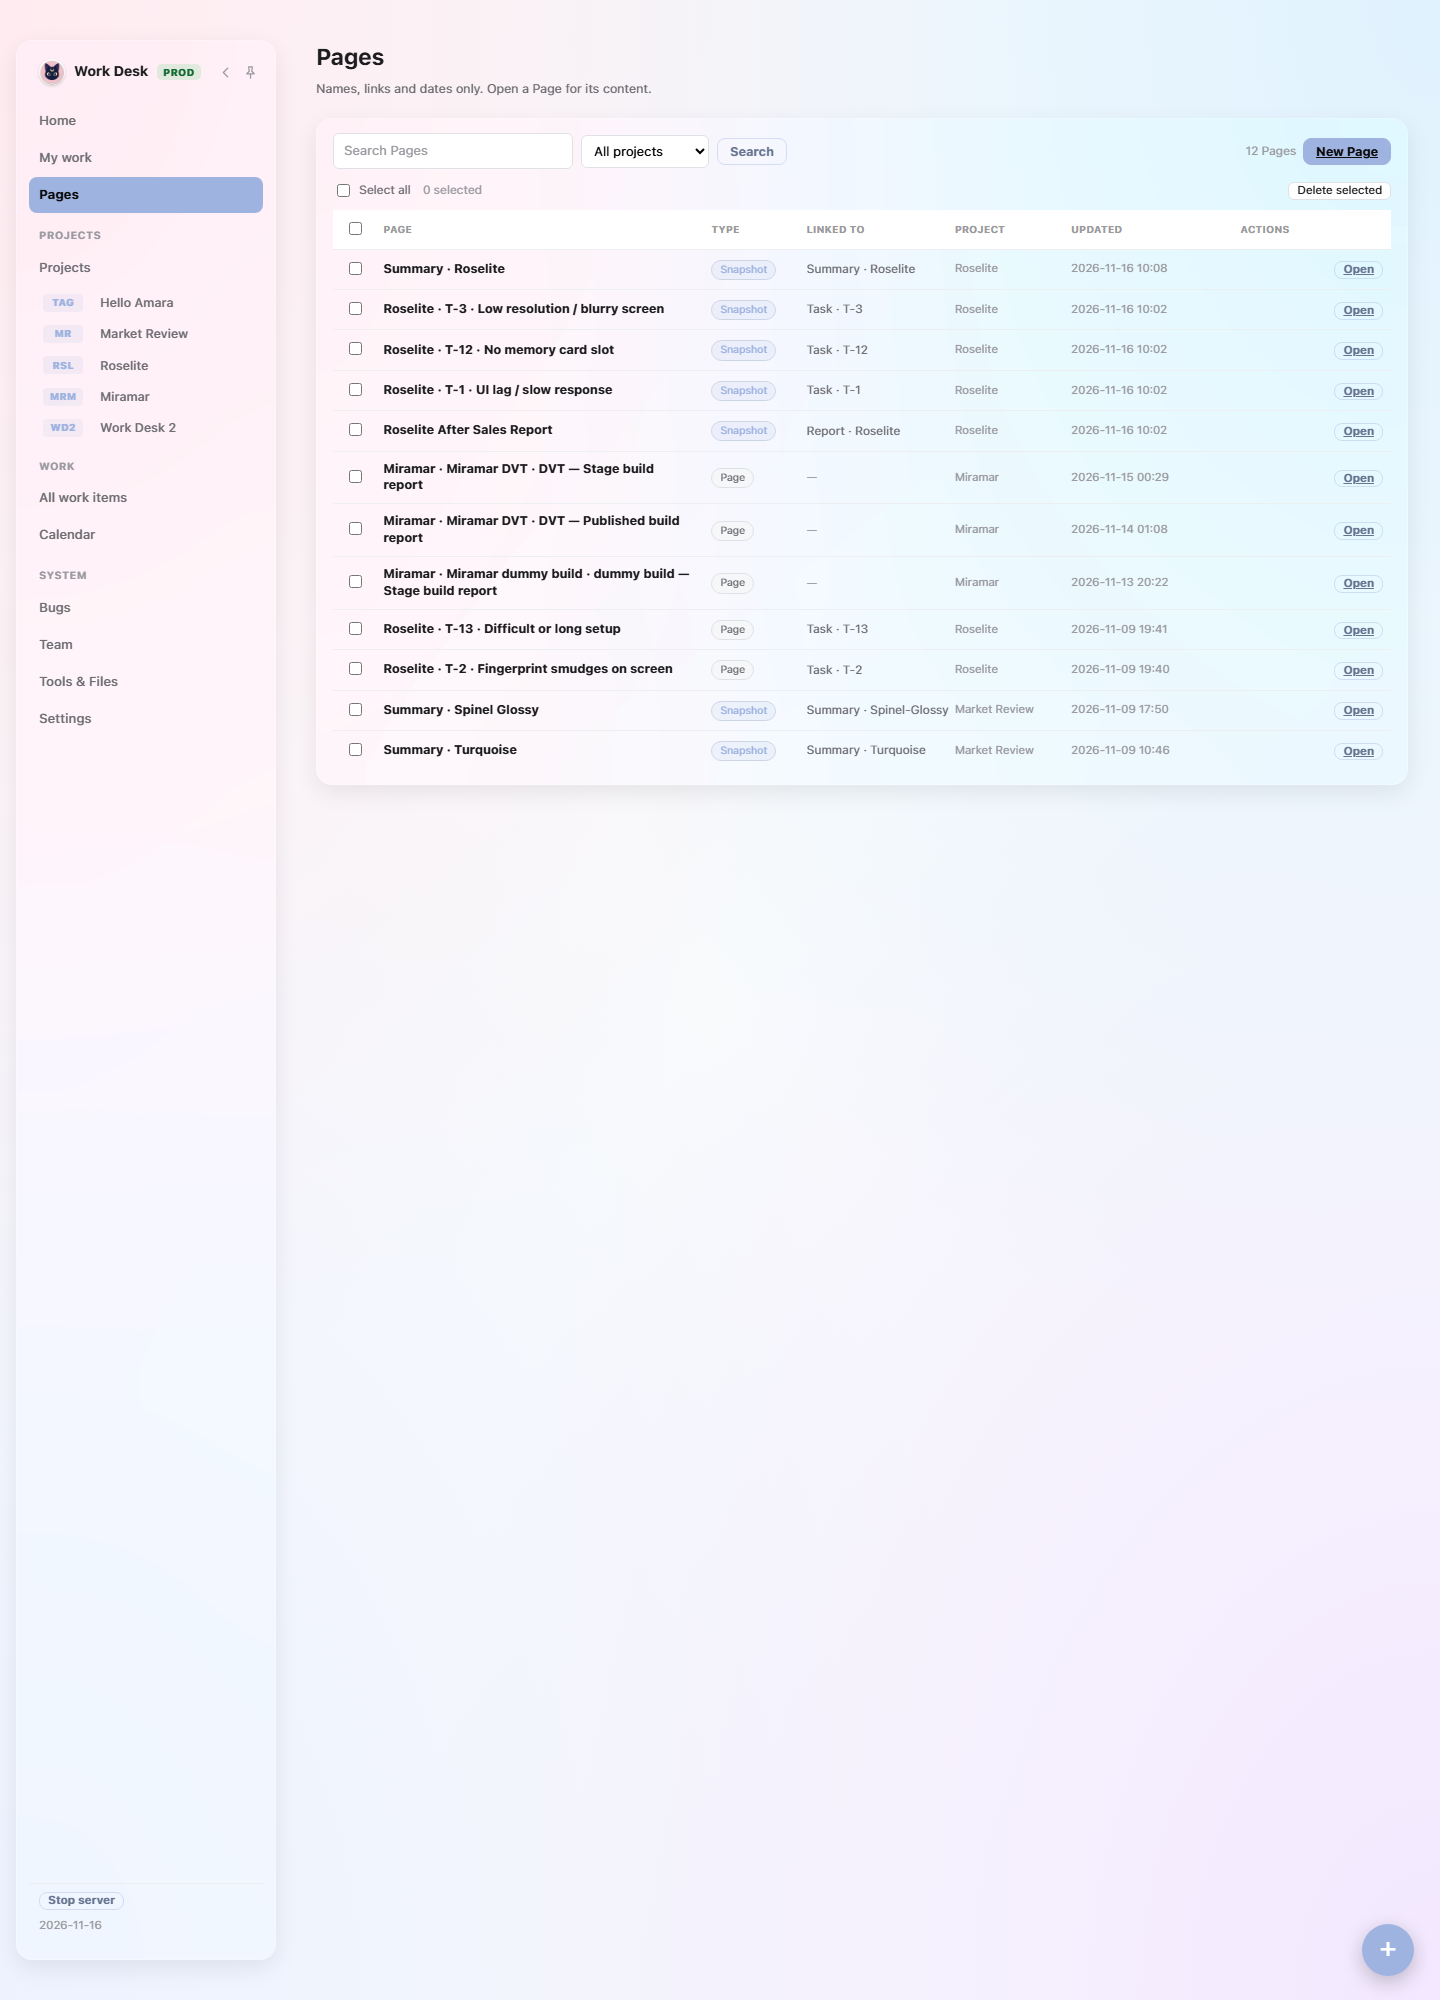 Work Desk PROD
Home
My work
Pages
PROJECTS
Projects
TAG Hello Amara
MR Market Review
RSL Roselite
MRM Miramar
WD2 Work Desk 2
WORK
All work items
Calendar
SYSTEM
Bugs
Team
Tools & Files
Settings
Stop server
2026-11-16
Pages
Names, links and dates only. Open a Page for its content.
Search Pages All projects Search 12 Pages New Page
Select all 0 selected Delete selected
PAGE TYPE LINKED TO PROJECT UPDATED ACTIONS
Summary · Roselite Snapshot Summary · Roselite Roselite 2026-11-16 10:08 Open
Roselite · T-3 · Low resolution / blurry screen Snapshot Task · T-3 Roselite 2026-11-16 10:02 Open
Roselite · T-12 · No memory card slot Snapshot Task · T-12 Roselite 2026-11-16 10:02 Open
Roselite · T-1 · UI lag / slow response Snapshot Task · T-1 Roselite 2026-11-16 10:02 Open
Roselite After Sales Report Snapshot Report · Roselite Roselite 2026-11-16 10:02 Open
Miramar · Miramar DVT · DVT — Stage build
report Page — Miramar 2026-11-15 00:29 Open
Miramar · Miramar DVT · DVT — Published build
report Page — Miramar 2026-11-14 01:08 Open
Miramar · Miramar dummy build · dummy build —
Stage build report Page — Miramar 2026-11-13 20:22 Open
Roselite · T-13 · Difficult or long setup Page Task · T-13 Roselite 2026-11-09 19:41 Open
Roselite · T-2 · Fingerprint smudges on screen Page Task · T-2 Roselite 2026-11-09 19:40 Open
Summary · Spinel Glossy Snapshot Summary · Spinel-Glossy Market Review 2026-11-09 17:50 Open
Summary · Turquoise Snapshot Summary · Turquoise Market Review 2026-11-09 10:46 Open
+